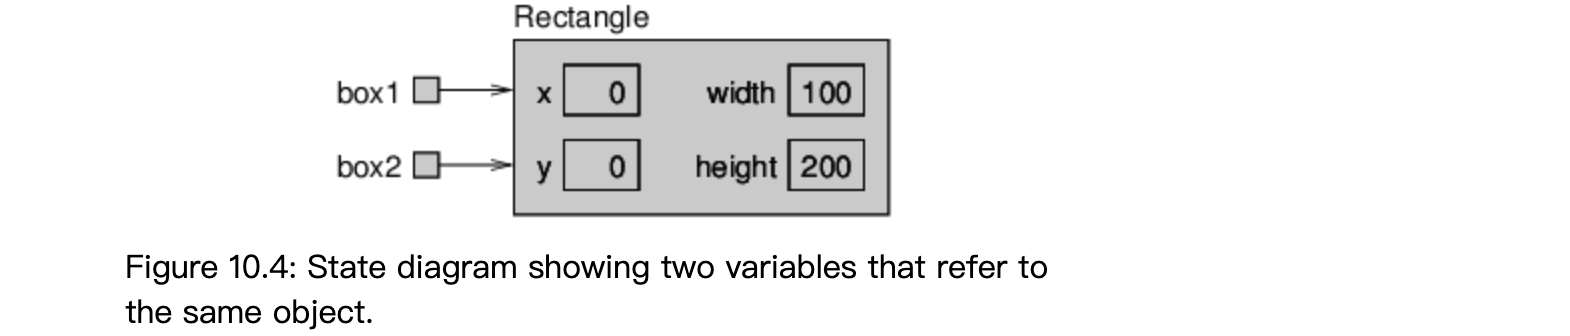 Rectangle
box1 x 0 width 100
box2 y 0 height 200
Figure 10.4: State diagram showing two variables that refer to
the same object.